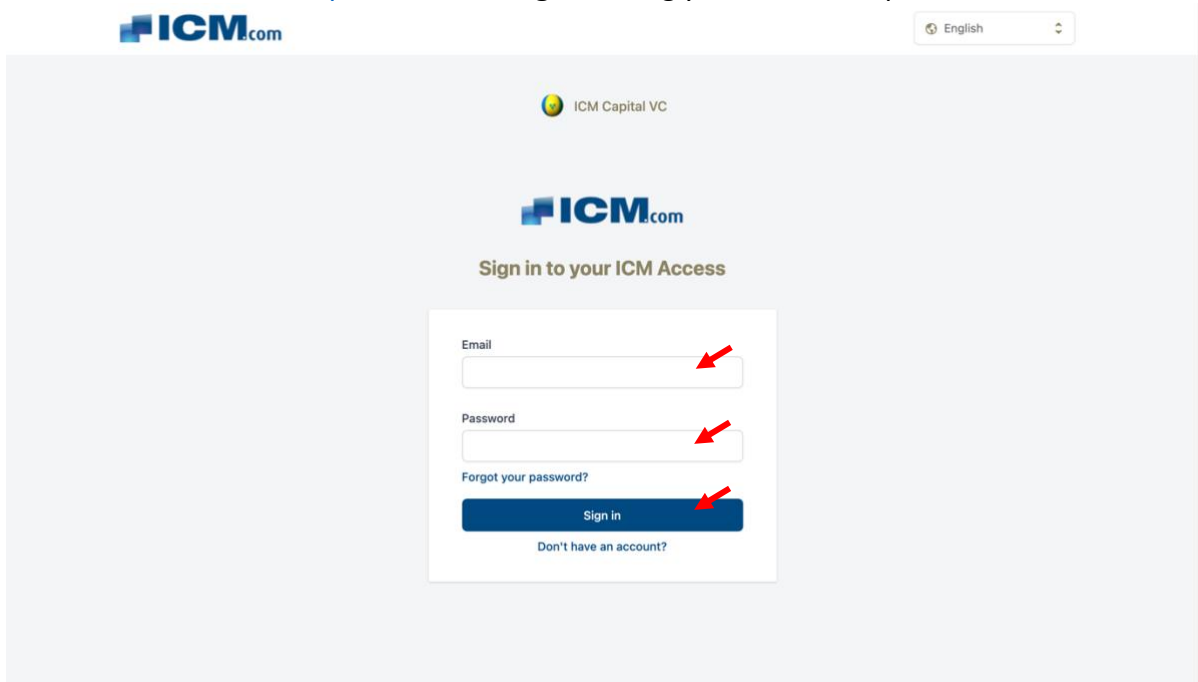 ICM.com
English
ICM Capital VC
ICM.com
Sign in to your ICM Access
Email
Password
Forgot your password?
Sign in
Don't have an account?